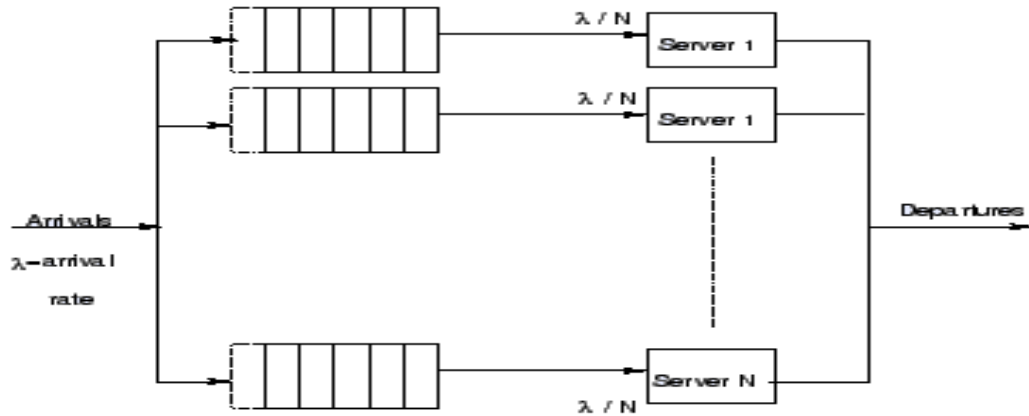 λ / N
Server 1
λ / N
Server 1
Arrivals
λ-arrival
rate
Departures
Server N
λ / N